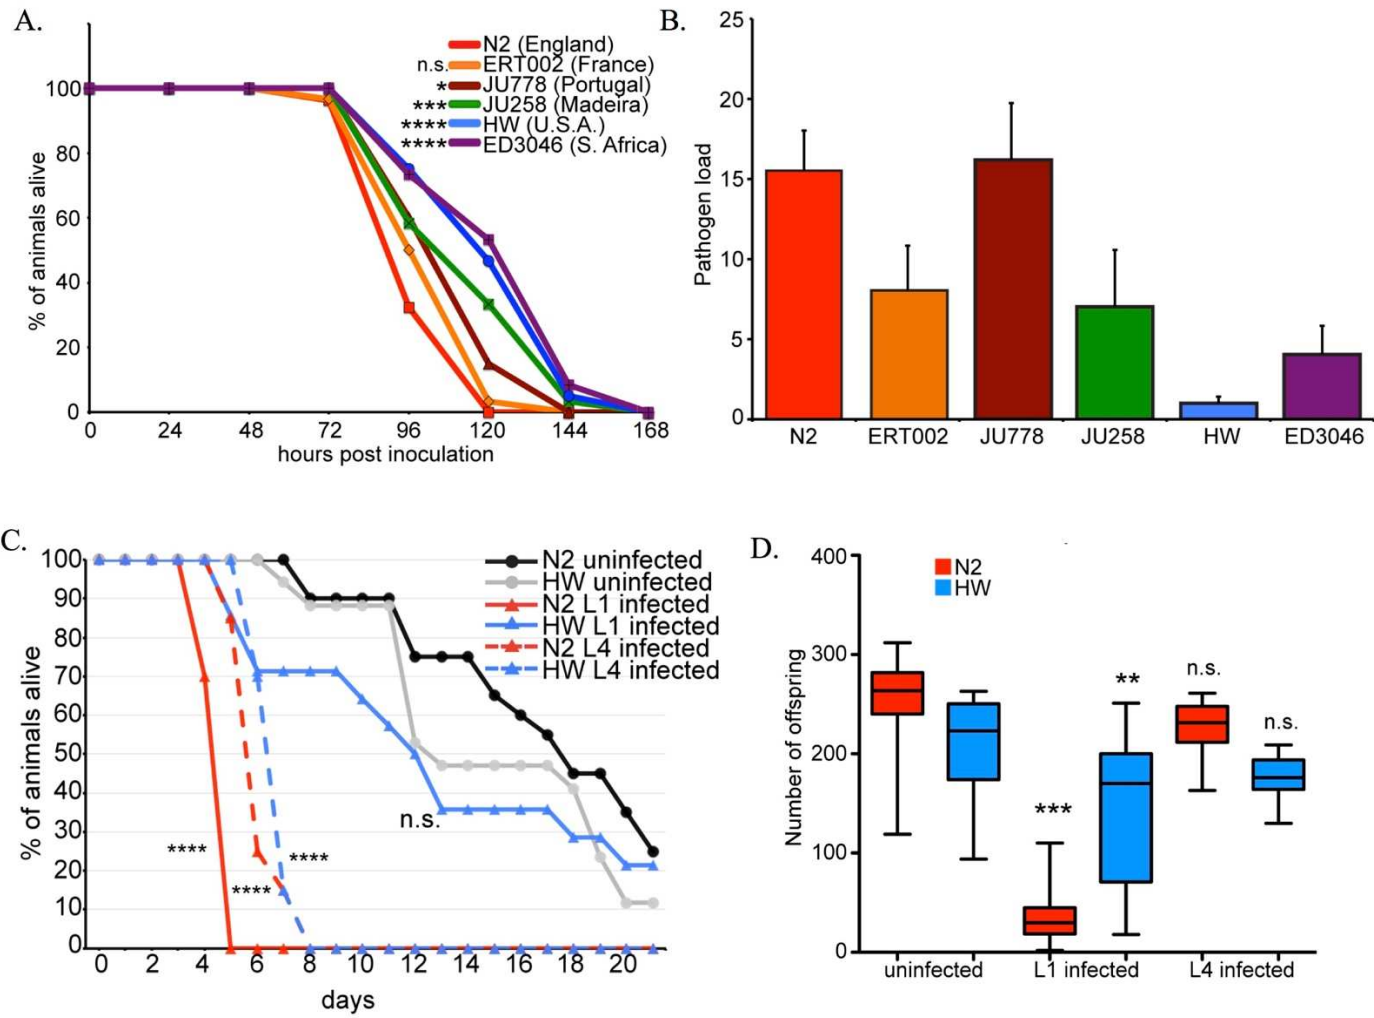 A.
N2 (England)
n.s. ERT002 (France)
* JU778 (Portugal)
*** JU258 (Madeira)
**** HW (U.S.A.)
**** ED3046 (S. Africa)
% of animals alive
100
80
60
40
20
0
0 24 48 72 96 120 144 168
hours post inoculation
B.
Pathogen load
25
20
15
10
5
0
N2 ERT002 JU778 JU258 HW ED3046
C.
N2 uninfected
HW uninfected
N2 L1 infected
HW L1 infected
N2 L4 infected
HW L4 infected
% of animals alive
100
90
80
70
60
50
40
30
20
10
0
n.s.
****
****
****
0 2 4 6 8 10 12 14 16 18 20
days
D.
N2
HW
Number of offspring
400
300
200
100
0
n.s.
**
n.s.
***
uninfected L1 infected L4 infected